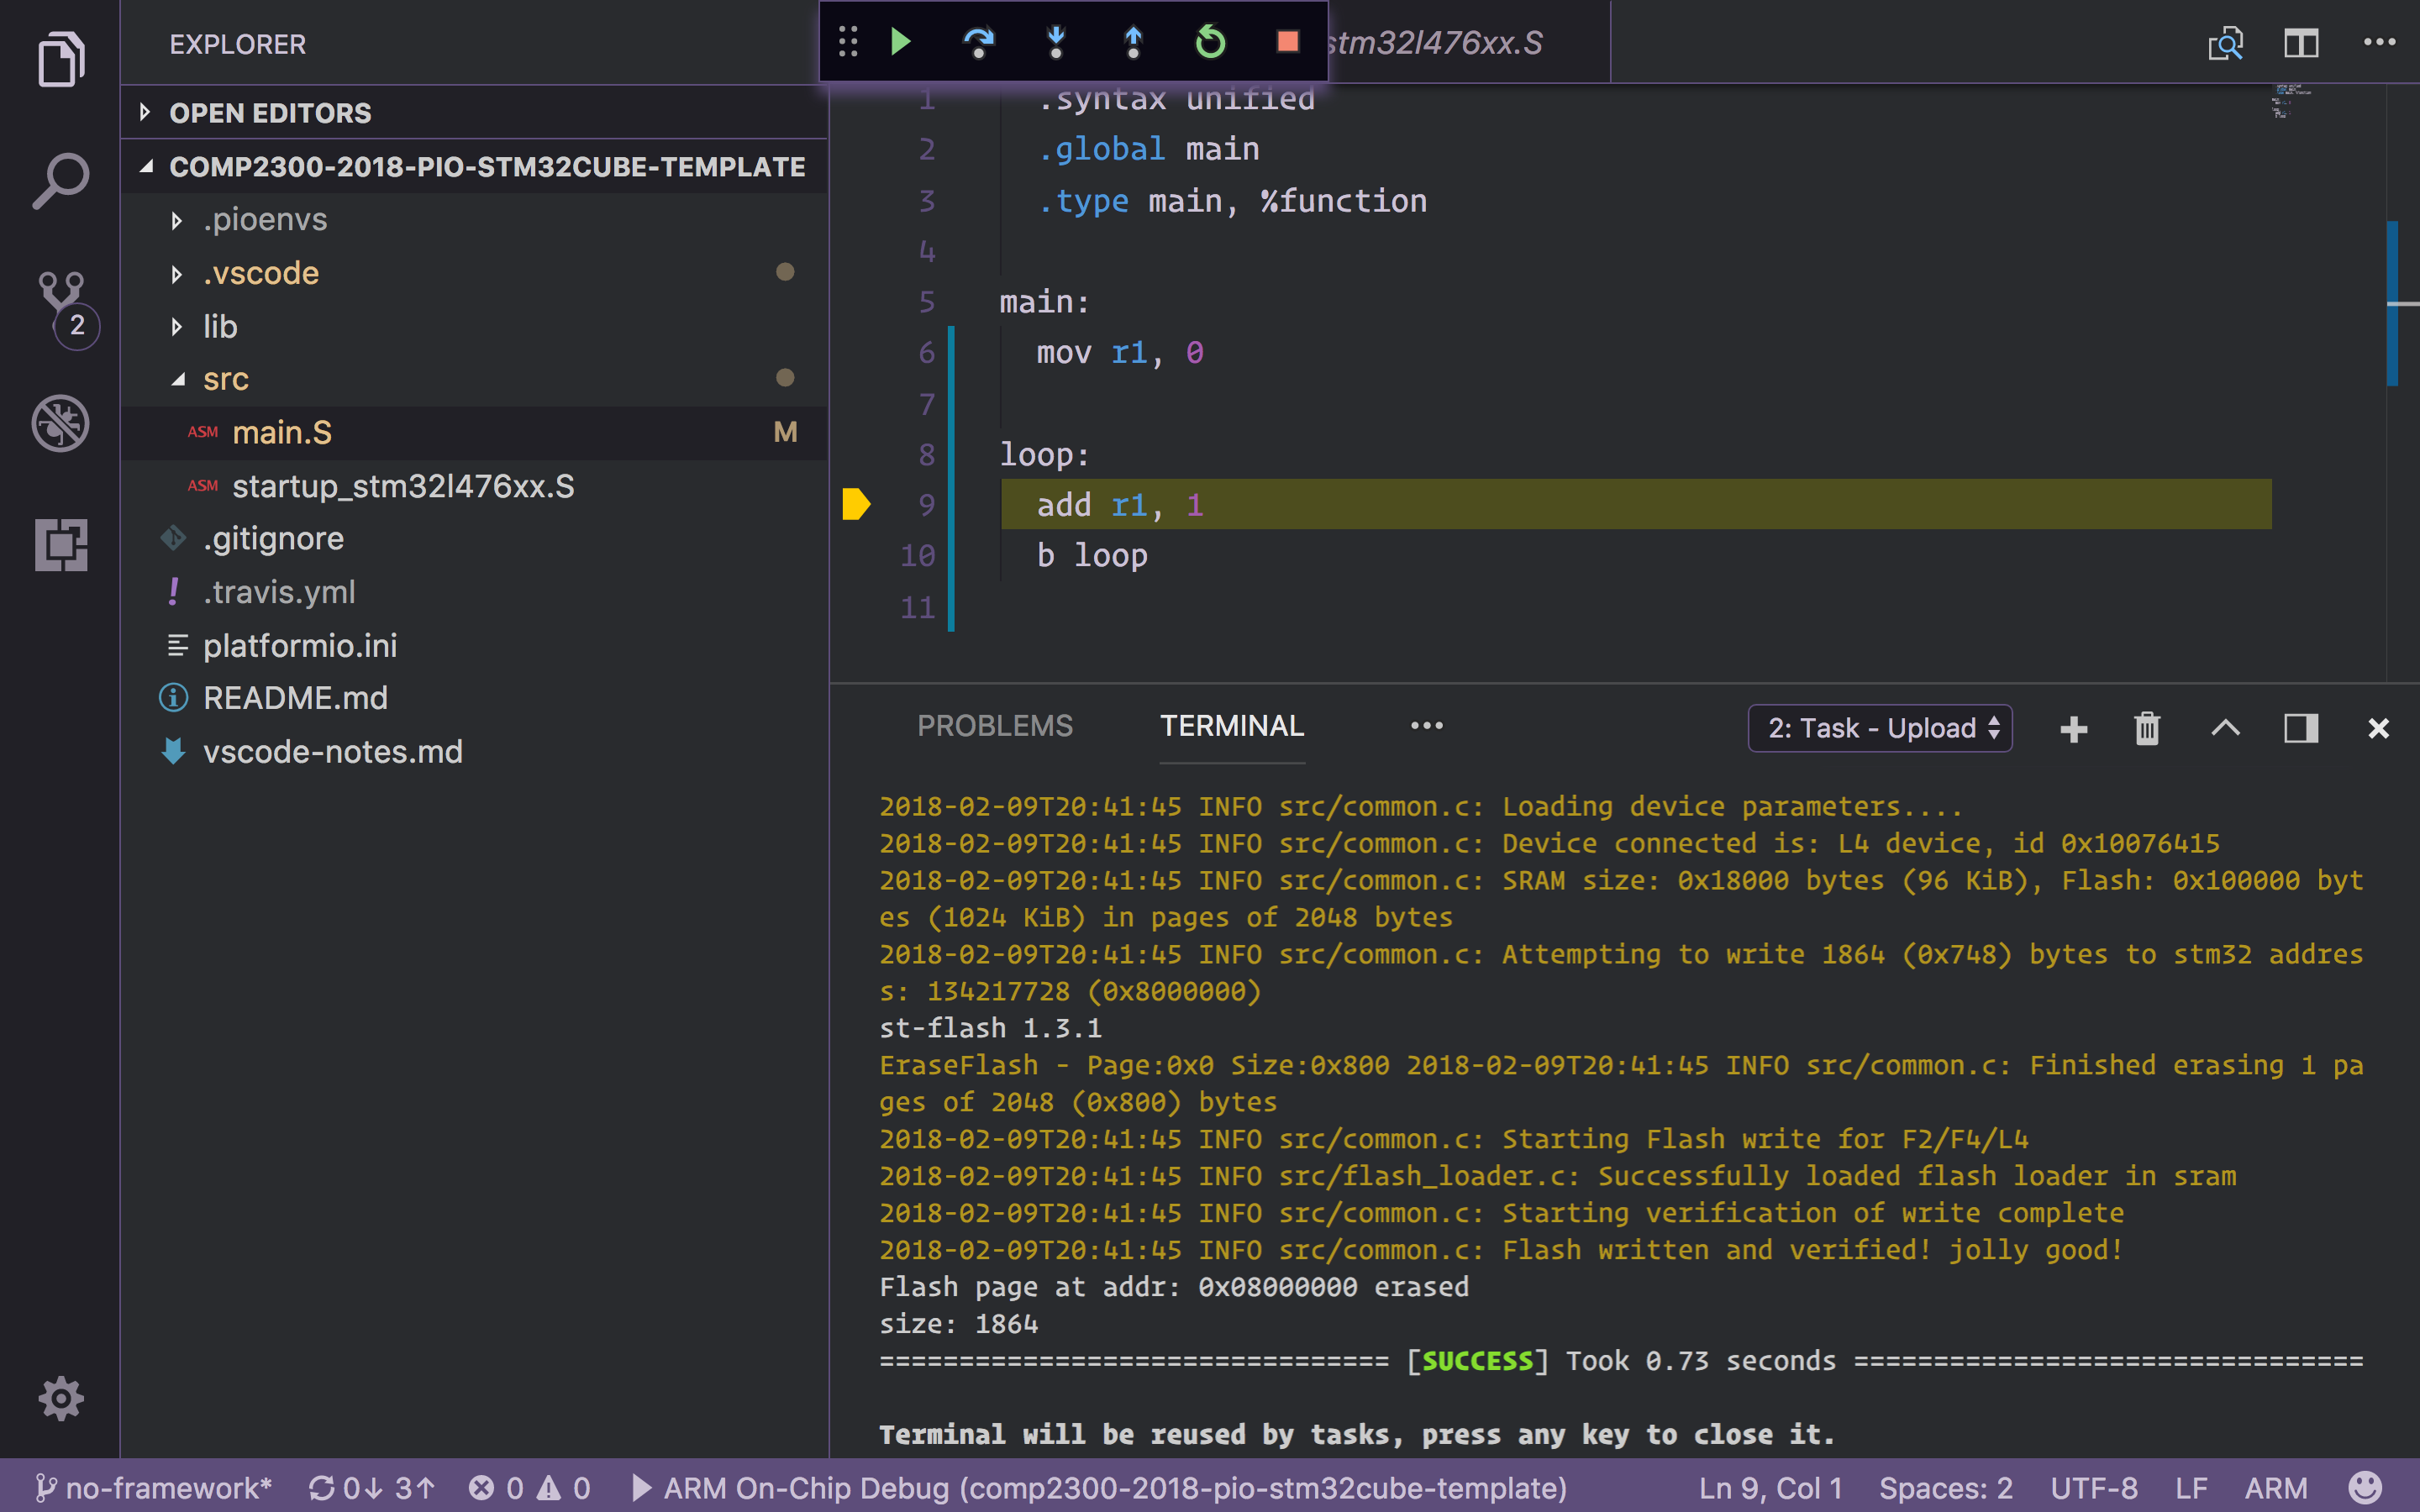 EXPLORER
OPEN EDITORS
COMP2300-2018-PIO-STM32CUBE-TEMPLATE
.pioenvs
.vscode
lib
src
ASM main.S M
ASM startup_stm32l476xx.S
.gitignore
! .travis.yml
platformio.ini
README.md
vscode-notes.md
2
stm32l476xx.S
1 .syntax unified
2 .global main
3 .type main, %function
4
5 main:
6 mov r1, 0
7
8 loop:
9 add r1, 1
10 b loop
11
PROBLEMS TERMINAL ••• 2: Task - Upload
2018-02-09T20:41:45 INFO src/common.c: Loading device parameters....
2018-02-09T20:41:45 INFO src/common.c: Device connected is: L4 device, id 0x10076415
2018-02-09T20:41:45 INFO src/common.c: SRAM size: 0x18000 bytes (96 KiB), Flash: 0x100000 byt
es (1024 KiB) in pages of 2048 bytes
2018-02-09T20:41:45 INFO src/common.c: Attempting to write 1864 (0x748) bytes to stm32 addres
s: 134217728 (0x8000000)
st-flash 1.3.1
EraseFlash - Page:0x0 Size:0x800 2018-02-09T20:41:45 INFO src/common.c: Finished erasing 1 pa
ges of 2048 (0x800) bytes
2018-02-09T20:41:45 INFO src/common.c: Starting Flash write for F2/F4/L4
2018-02-09T20:41:45 INFO src/flash_loader.c: Successfully loaded flash loader in sram
2018-02-09T20:41:45 INFO src/common.c: Starting verification of write complete
2018-02-09T20:41:45 INFO src/common.c: Flash written and verified! jolly good!
Flash page at addr: 0x08000000 erased
size: 1864
================================ [SUCCESS] Took 0.73 seconds ================================
Terminal will be reused by tasks, press any key to close it.
no-framework* 0↓ 3↑ 0 0 ARM On-Chip Debug (comp2300-2018-pio-stm32cube-template) Ln 9, Col 1 Spaces: 2 UTF-8 LF ARM